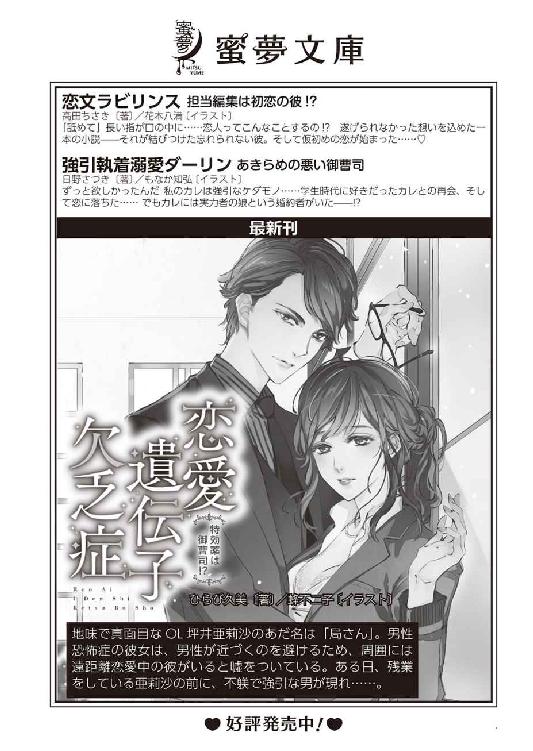 蜜夢
MITSU
YUME
蜜夢文庫
恋文ラビリンス 担当編集は初恋の彼!?
高田ちさき〔著〕／花本八満〔イラスト〕
「舐めて」長い指が口の中に……恋人ってこんなことするの!? 遂げられなかった想いを込めた一
本の小説――それが結びつけた忘れられない彼。そして仮初めの恋が始まった……♡
強引執着溺愛ダーリン あきらめの悪い御曹司
日野さつき〔著〕／もなか知弘〔イラスト〕
ずっと欲しかったんだ 私のカレは強引なケダモノ……学生時代に好きだったカレとの再会、そし
て恋に落ちた…… でもカレには実力者の娘という婚約者がいた――!?
最新刊
恋愛
遺伝子
欠乏症
特効薬は
御曹司!?
Ren Ai
I Den Shi
Ketsu Bo Sho
ひらび久美〔著〕／蜂不二子〔イラスト〕
地味で真面目なOL坪井亜莉沙のあだ名は「局さん」。男性
恐怖症の彼女は、男性が近づくのを避けるため、周囲には
遠距離恋愛中の彼がいると嘘をついている。ある日、残業
をしている亜莉沙の前に、不躾で強引な男が現れ……。
♥好評発売中!♥